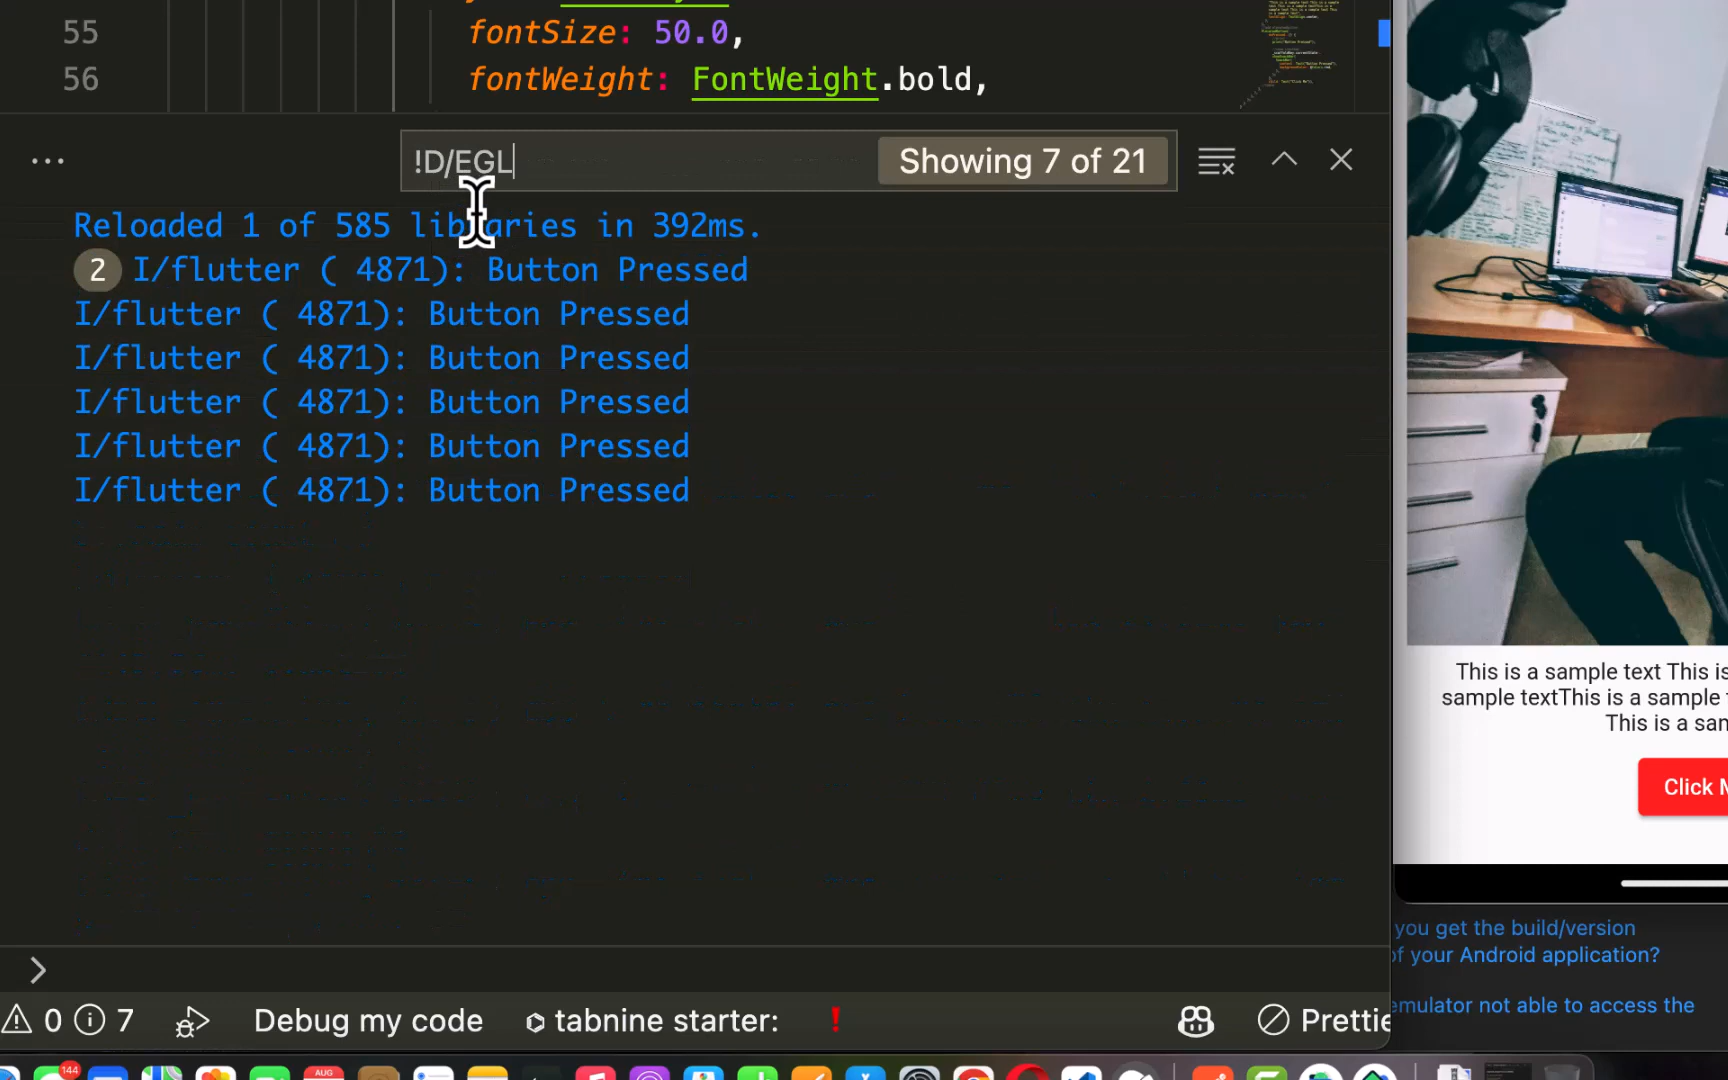 55 fontSize: 50.0,
56 fontWeight: FontWeight.bold,
!D/EGL Showing 7 of 21
Reloaded 1 of 585 libraries in 392ms.
2 I/flutter ( 4871): Button Pressed
I/flutter ( 4871): Button Pressed
I/flutter ( 4871): Button Pressed
I/flutter ( 4871): Button Pressed
I/flutter ( 4871): Button Pressed
I/flutter ( 4871): Button Pressed
This is a sample text This is
sample textThis is a sample
This is a sam
Click M
you get the build/version
of your Android application?
emulator not able to access the
0 7 Debug my code tabnine starter: ! Prettie
144 AUG